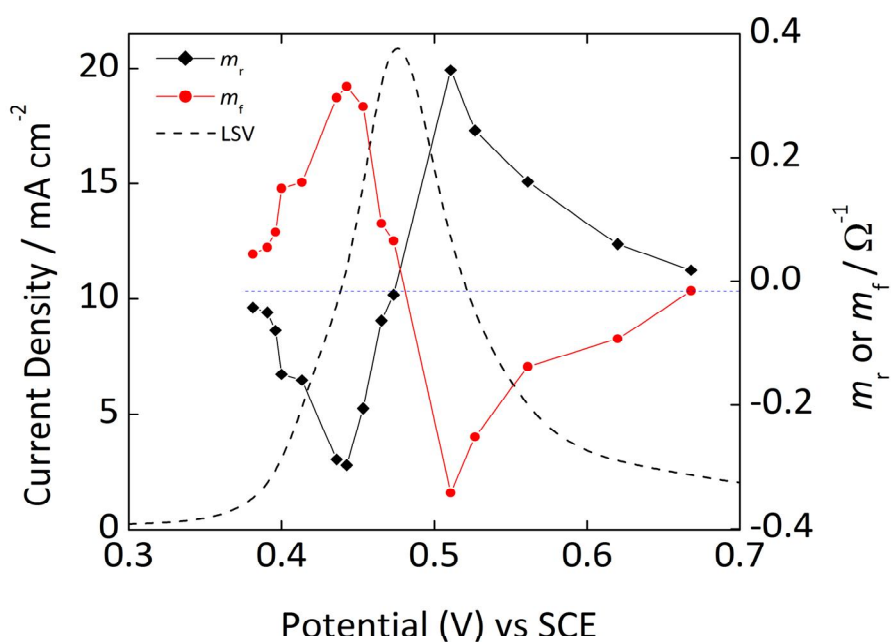 m_r
m_f
LSV
Current Density / mA cm⁻²
20
15
10
5
0
0.4
0.2
0.0
-0.2
-0.4
m_r or m_f / Ω⁻¹
0.3 0.4 0.5 0.6 0.7
Potential (V) vs SCE